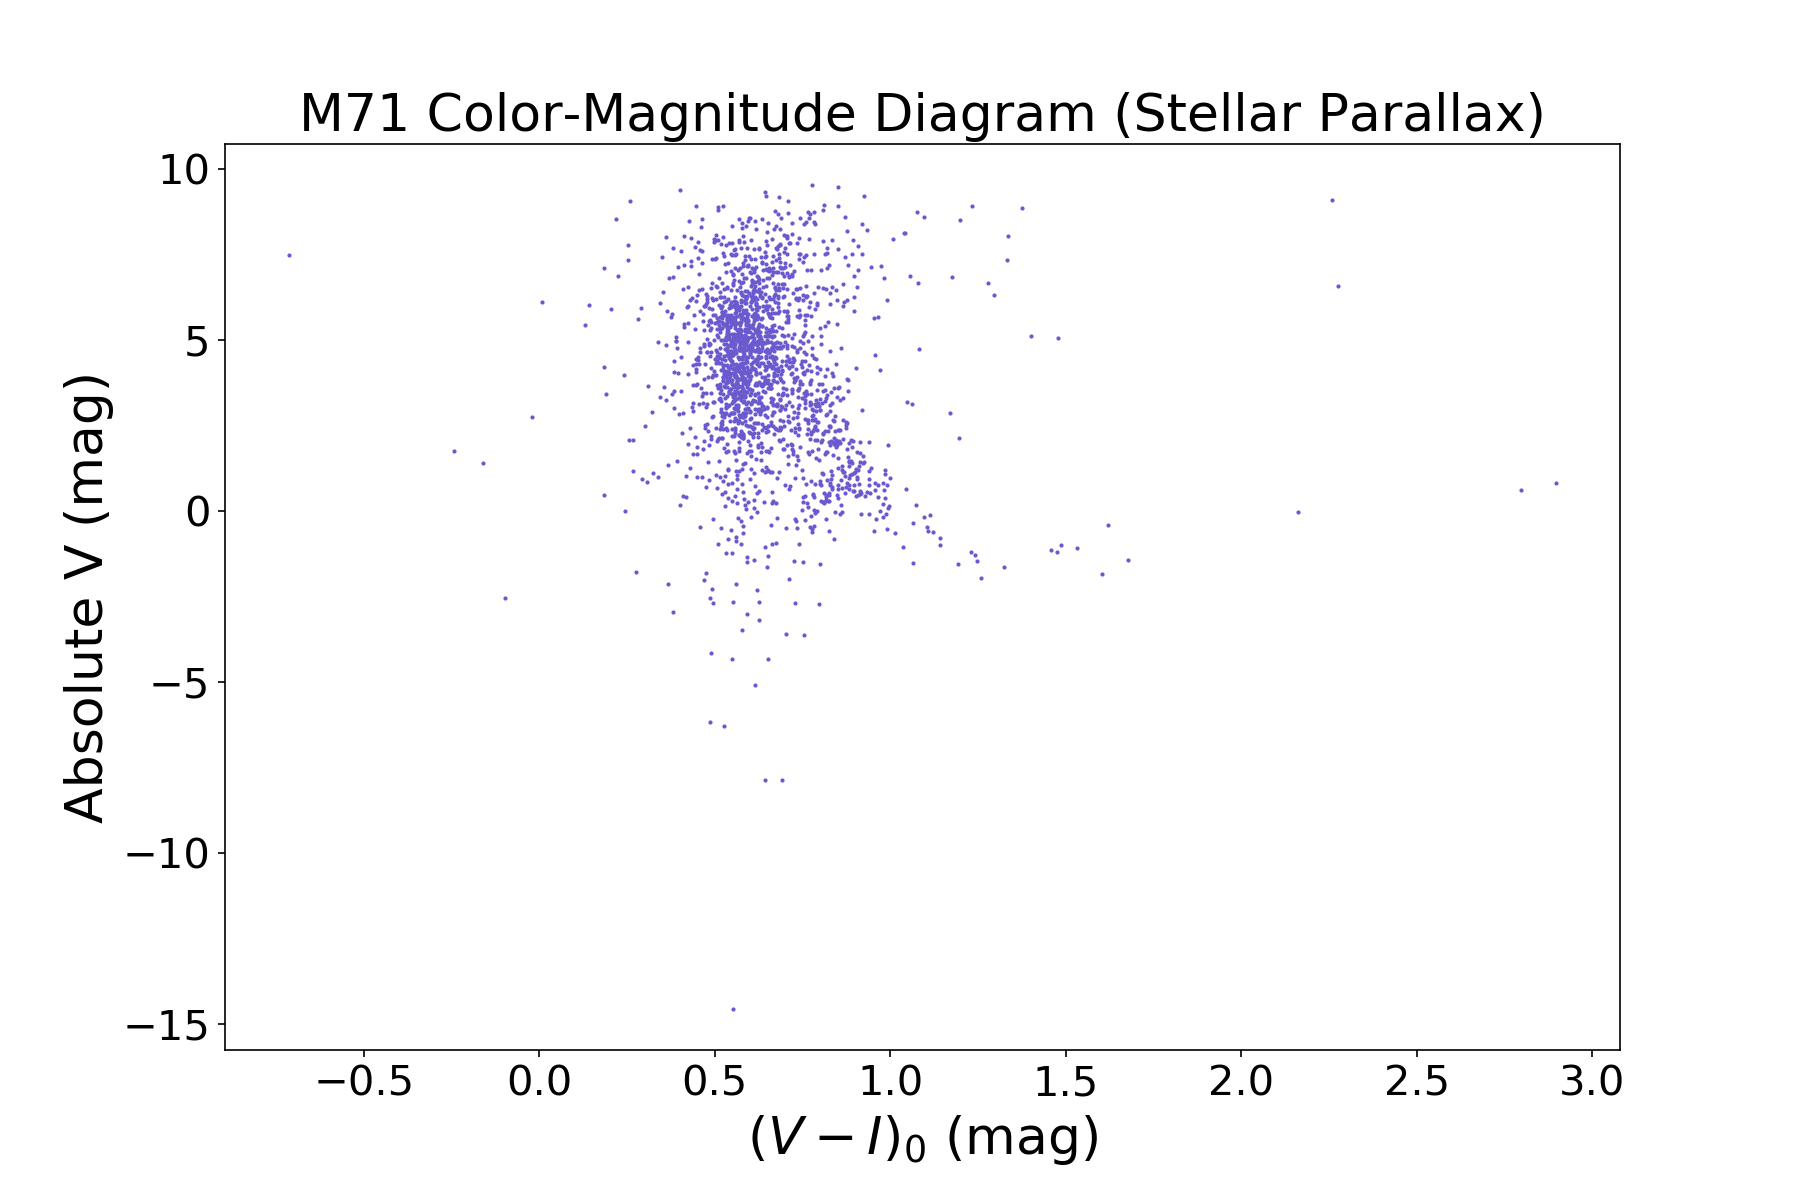 M71 Color-Magnitude Diagram (Stellar Parallax)
Absolute V (mag)
10
5
0
−5
−10
−15
−0.5 0.0 0.5 1.0 1.5 2.0 2.5 3.0
(V − I)₀ (mag)